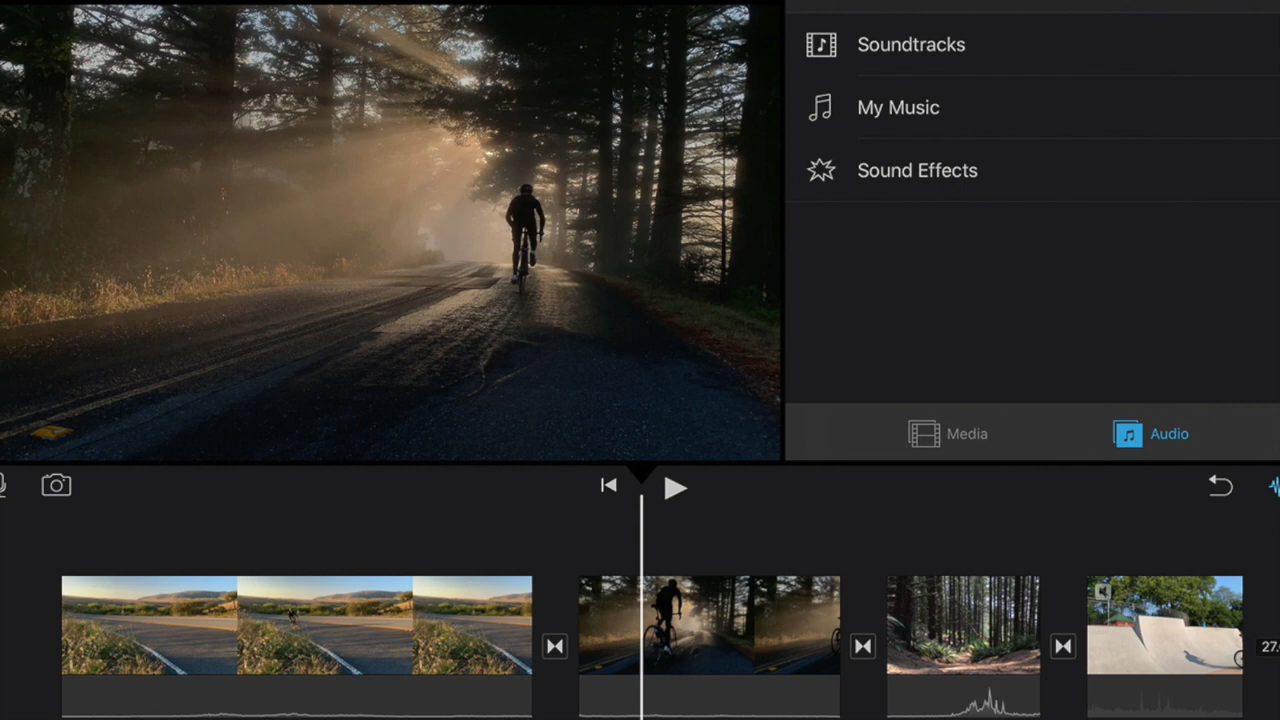 Soundtracks
My Music
Sound Effects
Media
Audio